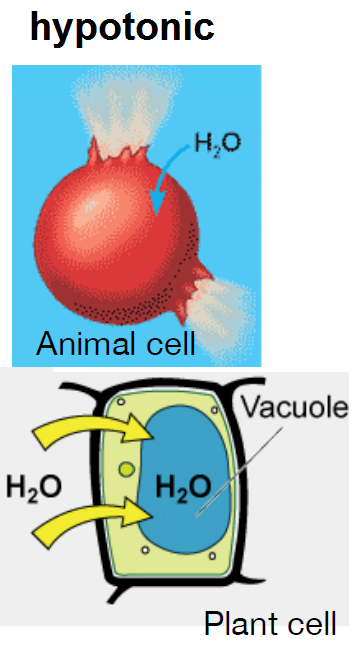 hypotonic
H₂O
Animal cell
Vacuole
H₂O H₂O
Plant cell